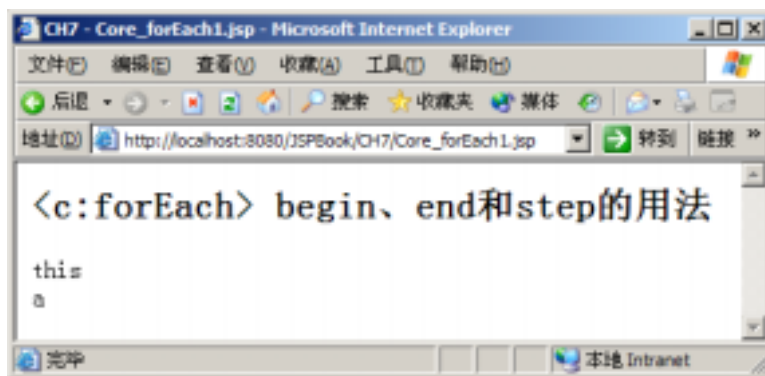 CH7 - Core_forEach1.jsp - Microsoft Internet Explorer
文件(F) 编辑(E) 查看(V) 收藏(A) 工具(T) 帮助(H)
后退 搜索 收藏夹 媒体
地址(D) http://localhost:8080/JSPBook/CH7/Core_forEach1.jsp 转到 链接 »
<c:forEach> begin、end和step的用法
this
a
完毕 本地 Intranet